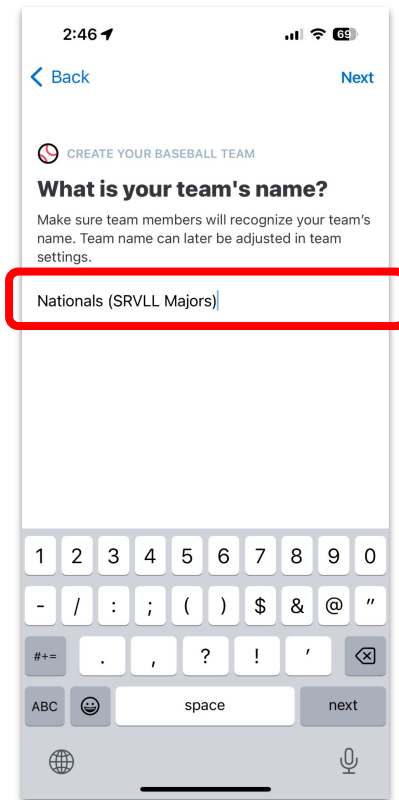 2:46
69
Back
Next
CREATE YOUR BASEBALL TEAM
What is your team's name?
Make sure team members will recognize your team's
name. Team name can later be adjusted in team
settings.
Nationals (SRVLL Majors)
1 2 3 4 5 6 7 8 9 0
- / : ; ( ) $ & @ "
#+= . , ? ! ’
ABC space next